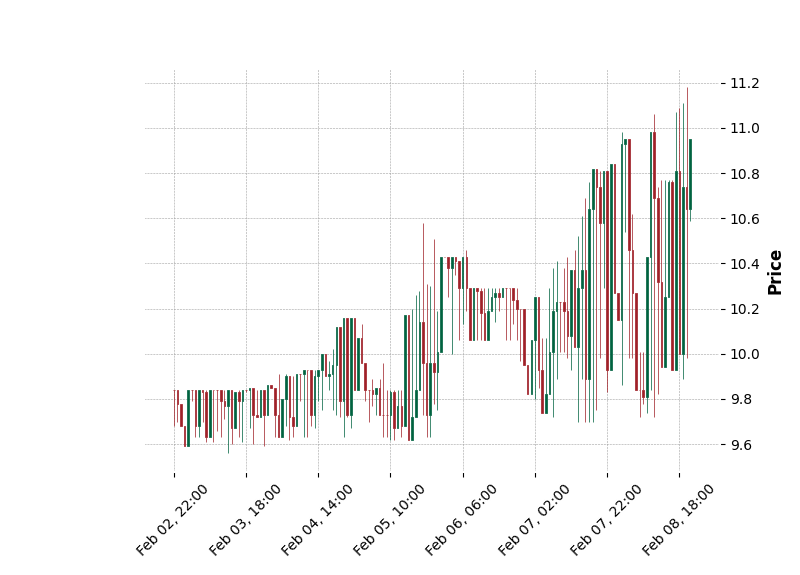 11.2
11.0
10.8
10.6
10.4
10.2
10.0
9.8
9.6
Price
Feb 02, 22:00
Feb 03, 18:00
Feb 04, 14:00
Feb 05, 10:00
Feb 06, 06:00
Feb 07, 02:00
Feb 07, 22:00
Feb 08, 18:00